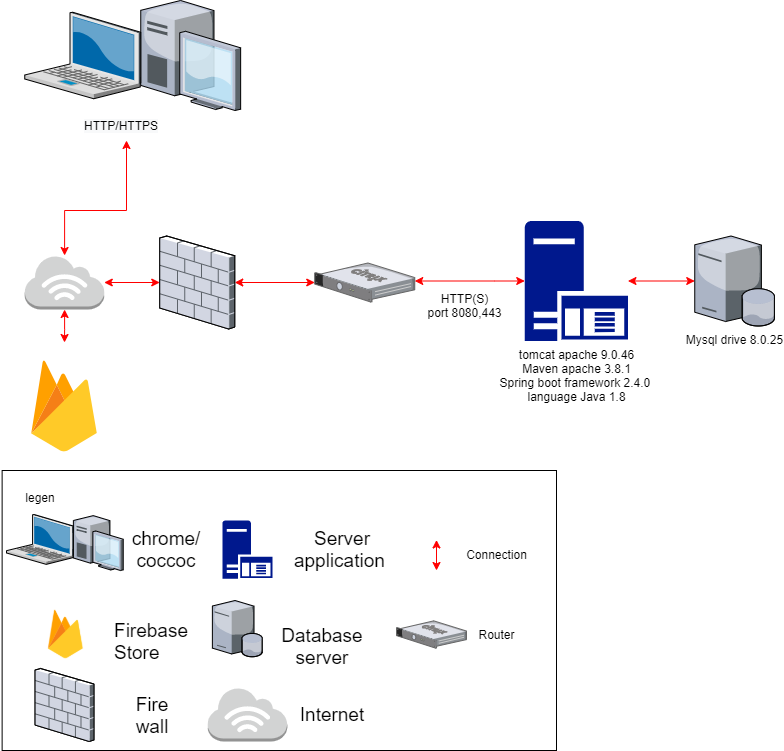 HTTP/HTTPS
citrix
HTTP(S)
port 8080,443
tomcat apache 9.0.46
Maven apache 3.8.1
Spring boot framework 2.4.0
language Java 1.8
Mysql drive 8.0.25
legen
chrome/
coccoc
Server
application
Connection
Firebase
Store
Database
server
citrix
Router
Fire
wall
Internet